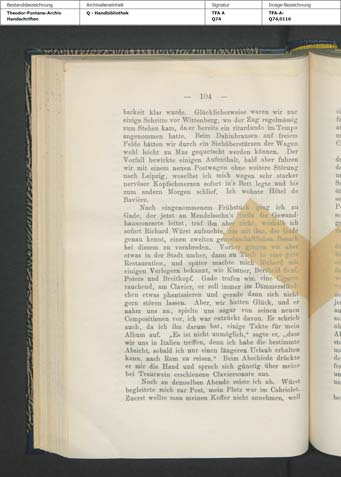 Bestandsbezeichnung
Theodor-Fontane-Archiv
Handschriften
Archivalieneinheit
Q - Handbibliothek
Signatur
TFA A
Q74
Image-Bezeichnung
TFA-A-
Q74,0116
— 104 —
barkeit klar wurde. Glücklicherweise waren wir nur
einige Schritte vor Wittenberg, wo der Zug regelmässig
zum Stehen kam, da er bereits ein ritardando im Tempo
angenommen hatte. Beim Dahinbrausen auf freiem
Felde hätten wir durch ein Sichüberstürzen der Wagen
wohl leicht zu Mus gequetscht werden können. Der
Vorfall bewirkte einigen Aufenthalt, bald aber fuhren
wir mit einem neuen Postwagen ohne weitere Störung
nach Leipzig, woselbst ich mich wegen sehr starker
nervöser Kopfschmerzen sofort in's Bett legte und bis
zum andern Morgen schlief. Ich wohnte Hôtel de
Bavière.
Nach eingenommenem Frühstück ging ich zu
Gade, der jetzt an Mendelssohn's Stelle die Gewand-
hausconcerte leitet, traf ihn aber nicht, weshalb ich
sofort Richard Würst aufsuchte, um mit ihm, der Gade
genau kennt, einen zweiten gemeinschaftlichen Besuch
bei diesem zu verabreden. Vorher gingen wir aber
etwas in der Stadt umher, dann zu Tisch in eine gute
Restauration, und später machte mich Richard mit
einigen Verlegern bekannt, wie Kistner, Berthold Senf,
Peters und Breitkopf. Gade trafen wir, eine Cigarre
rauchend, am Clavier, er soll immer im Dämmerstünd-
chen etwas phantasieren und gerade dann sich nicht
gern stören lassen. Aber, wir hatten Glück, und er
nahm uns an, spielte uns sogar von seinen neuen
Compositionen vor, ich war entzückt davon. Er schrieb
auch, da ich ihn darum bat, einige Takte für mein
Album auf. „Es ist nicht unmöglich,“ sagte er, „dass
wir uns in Italien treffen, denn ich habe die bestimmte
Absicht, sobald ich nur einen längeren Urlaub erhalten
kann, nach Rom zu reisen.“ Beim Abschiede drückte
er mir die Hand und sprach sich günstig über meine
bei Trautwein erschienene Claviersonate aus.
Noch an demselben Abende reiste ich ab. Würst
begleitete mich zur Post, mein Platz war im Cabriolet.
Zuerst wollte man meinen Koffer nicht annehmen, weil